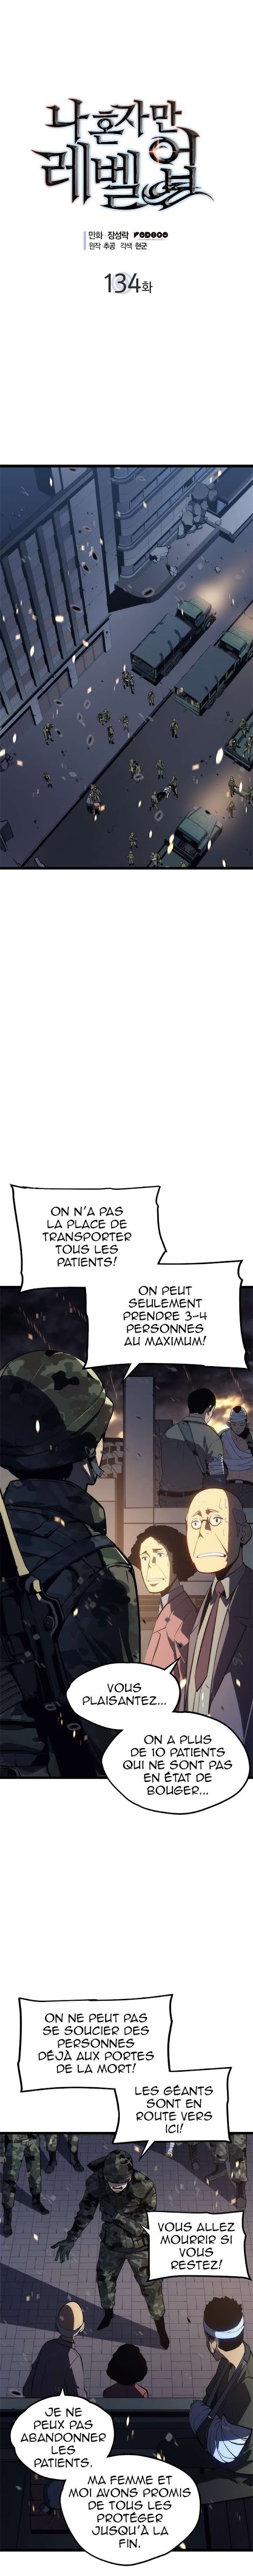 나 혼자만
레벨업
만화 장성락
원작 추공 각색 현군
134화
ON N'A PAS
LA PLACE DE
TRANSPORTER
TOUS LES
PATIENTS!
ON PEUT
SEULEMENT
PRENDRE 3-4
PERSONNES
AU MAXIMUM!
VOUS
PLAISANTEZ...
ON A PLUS
DE 10 PATIENTS
QUI NE SONT PAS
EN ÉTAT DE
BOUGER...
ON NE PEUT PAS
SE SOUCIER DES
PERSONNES
DÉJÀ AUX PORTES
DE LA MORT!
LES GÉANTS
SONT EN
ROUTE VERS
ICI!
VOUS ALLEZ
MOURRIR SI
VOUS
RESTEZ!
JE NE
PEUX PAS
ABANDONNER
LES
PATIENTS.
MA FEMME ET
MOI AVONS PROMIS
DE TOUS LES
PROTÉGER
JUSQU'À LA
FIN.